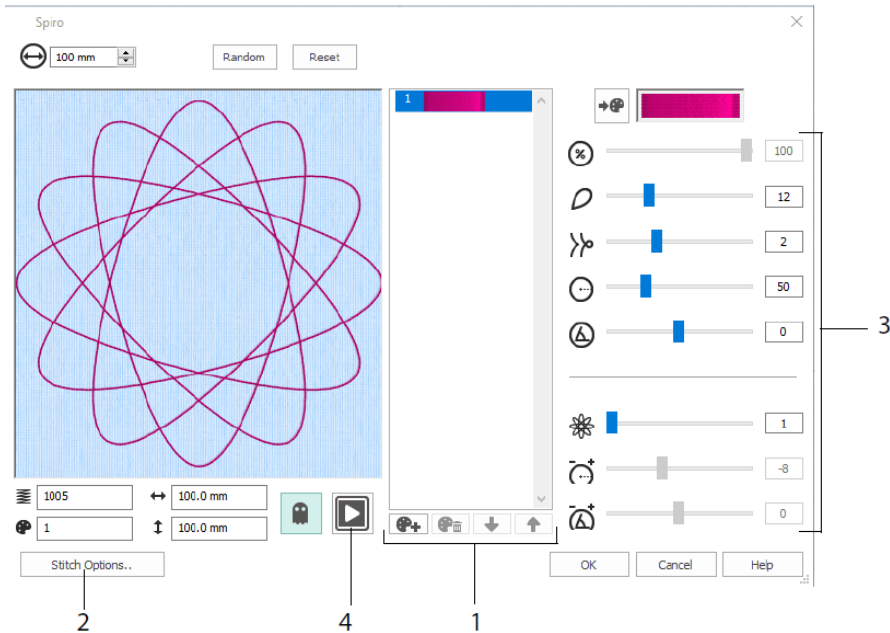 Spiro
100 mm Random Reset
1
100
12
2
50
0
1
-8
0
1005 100.0 mm
1 100.0 mm
Stitch Options.. OK Cancel Help
3
2 4 1